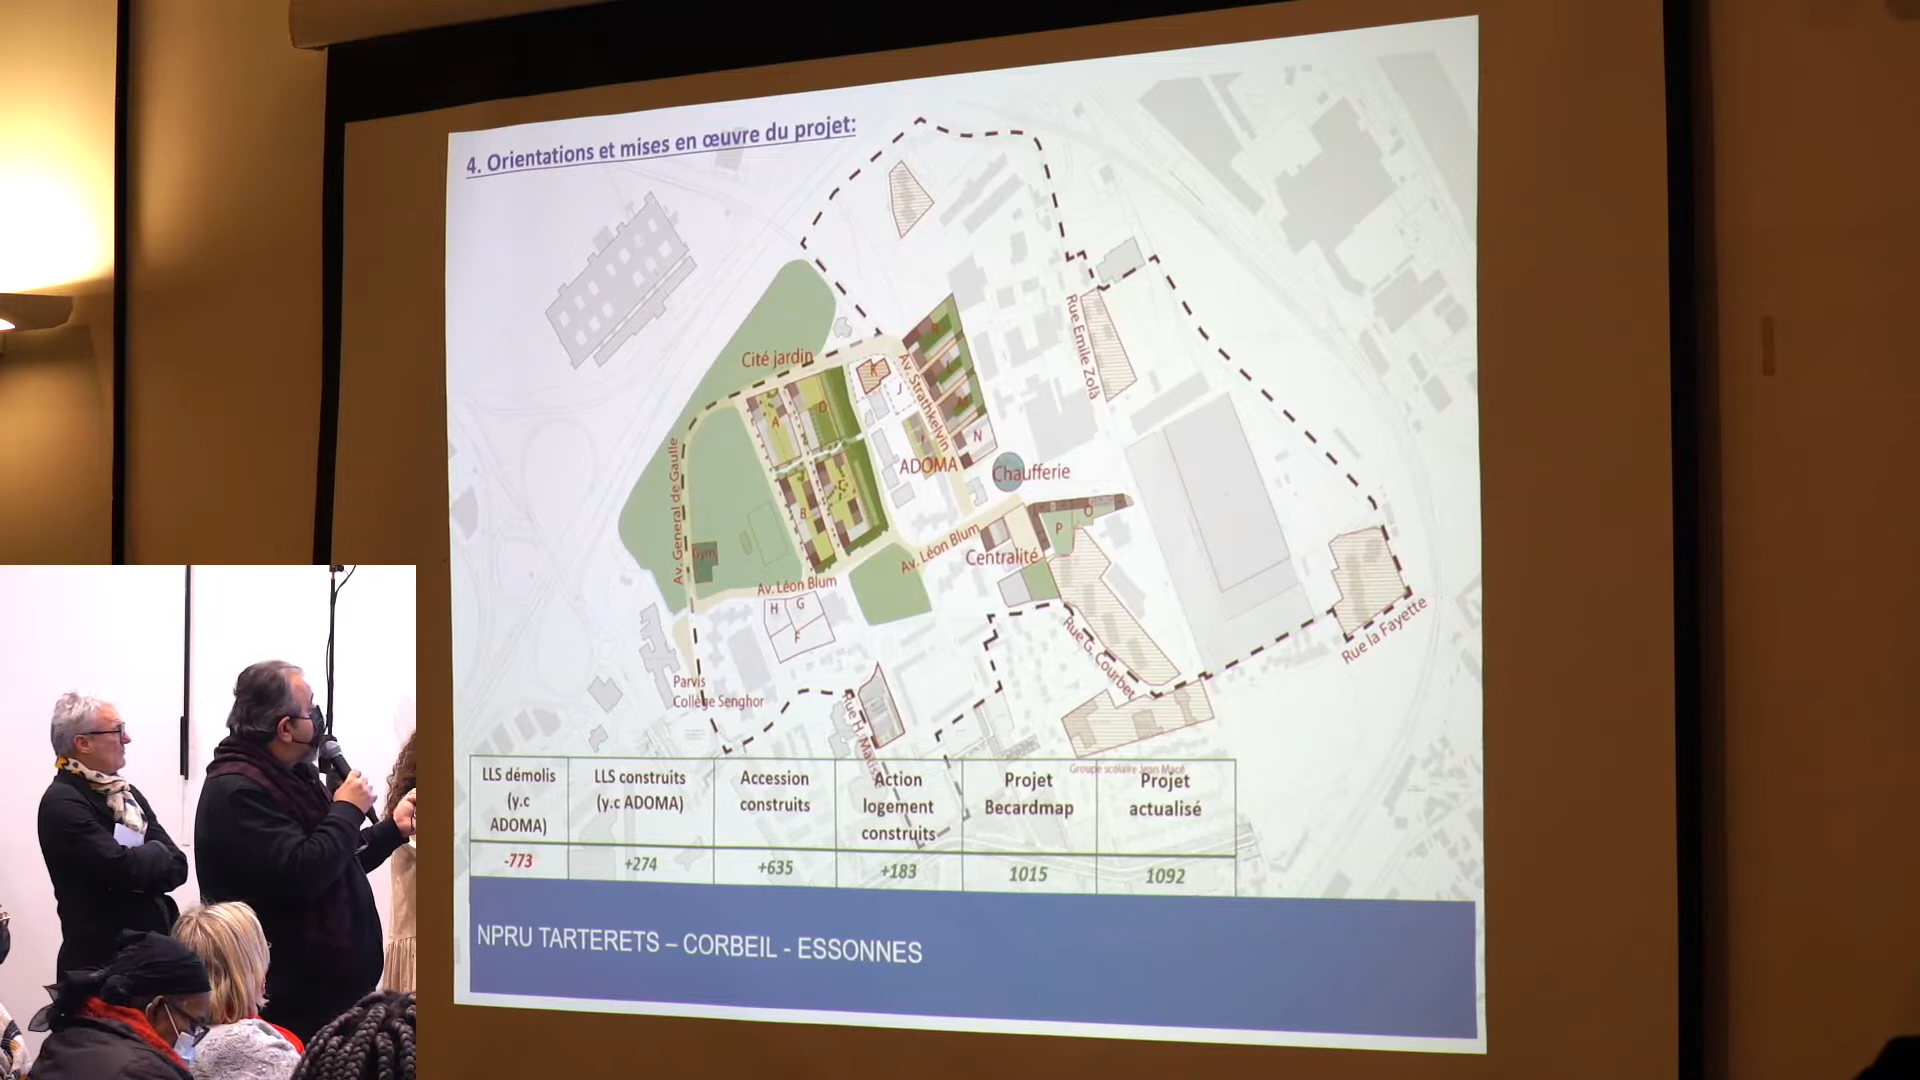 4. Orientations et mises en œuvre du projet:
Cité jardin
Av. General de Gaulle
Gym
A
D
B
C
K
J
Av. Strathkelvin
R
M
N
I
ADOMA
Chaufferie
Rue Emile Zola
O
P
Av. Léon Blum
Centralité
Av. Léon Blum
H
G
F
Rue G. Courbet
Rue la Fayette
Parvis
Collège Senghor
Groupe scolaire Jean Macé
LLS démolis
(y.c
ADOMA)
LLS construits
(y.c ADOMA)
Accession
construits
Action
logement
construits
Projet
Becardmap
Projet
actualisé
-773
+274
+635
+183
1015
1092
NPRU TARTERETS – CORBEIL - ESSONNES